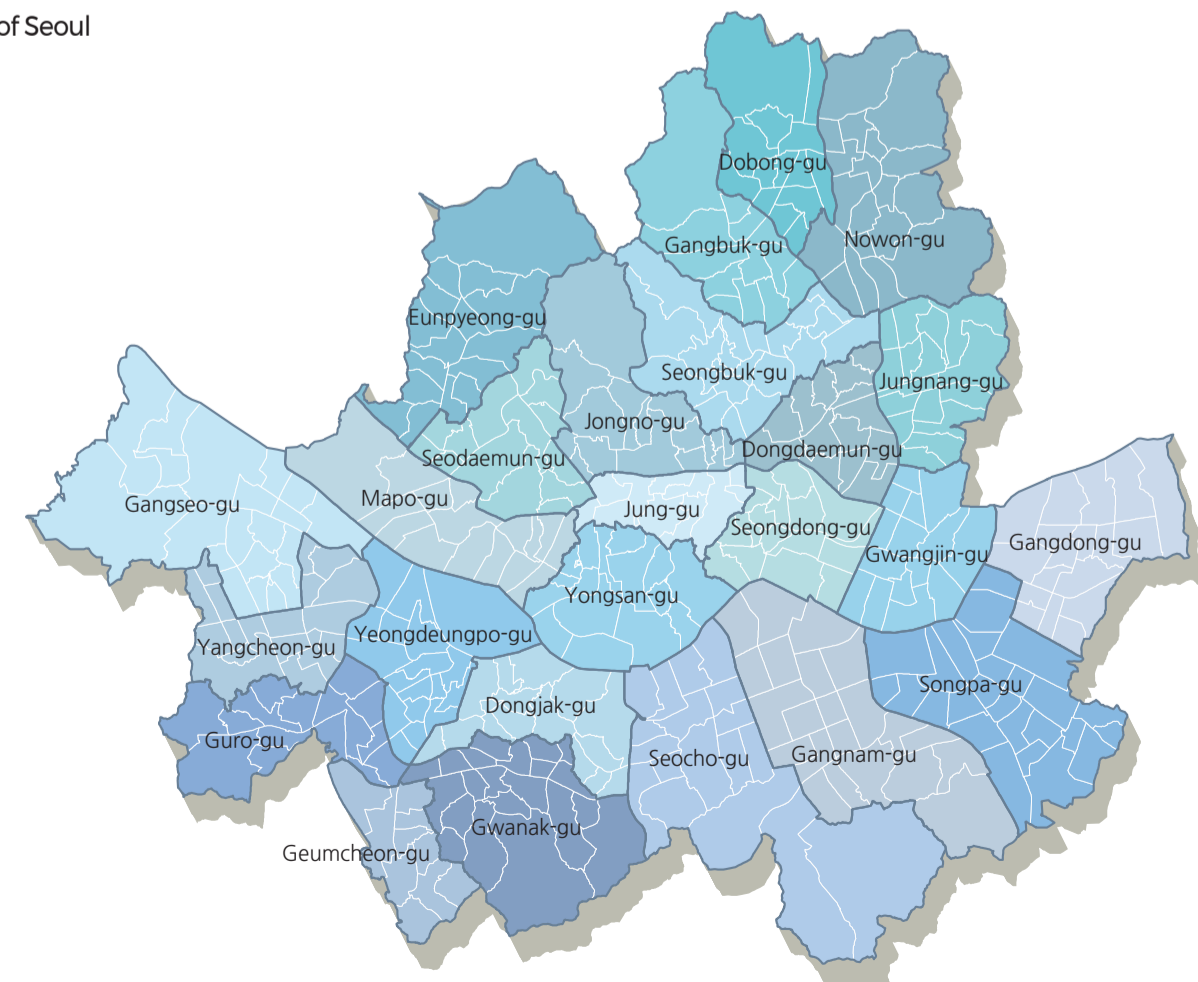 of Seoul
Dobong-gu
Nowon-gu
Gangbuk-gu
Eunpyeong-gu
Seongbuk-gu
Jungnang-gu
Jongno-gu
Dongdaemun-gu
Seodaemun-gu
Mapo-gu
Gangseo-gu
Jung-gu
Seongdong-gu
Gwangjin-gu
Gangdong-gu
Yongsan-gu
Yeongdeungpo-gu
Yangcheon-gu
Songpa-gu
Dongjak-gu
Guro-gu
Seocho-gu
Gangnam-gu
Gwanak-gu
Geumcheon-gu